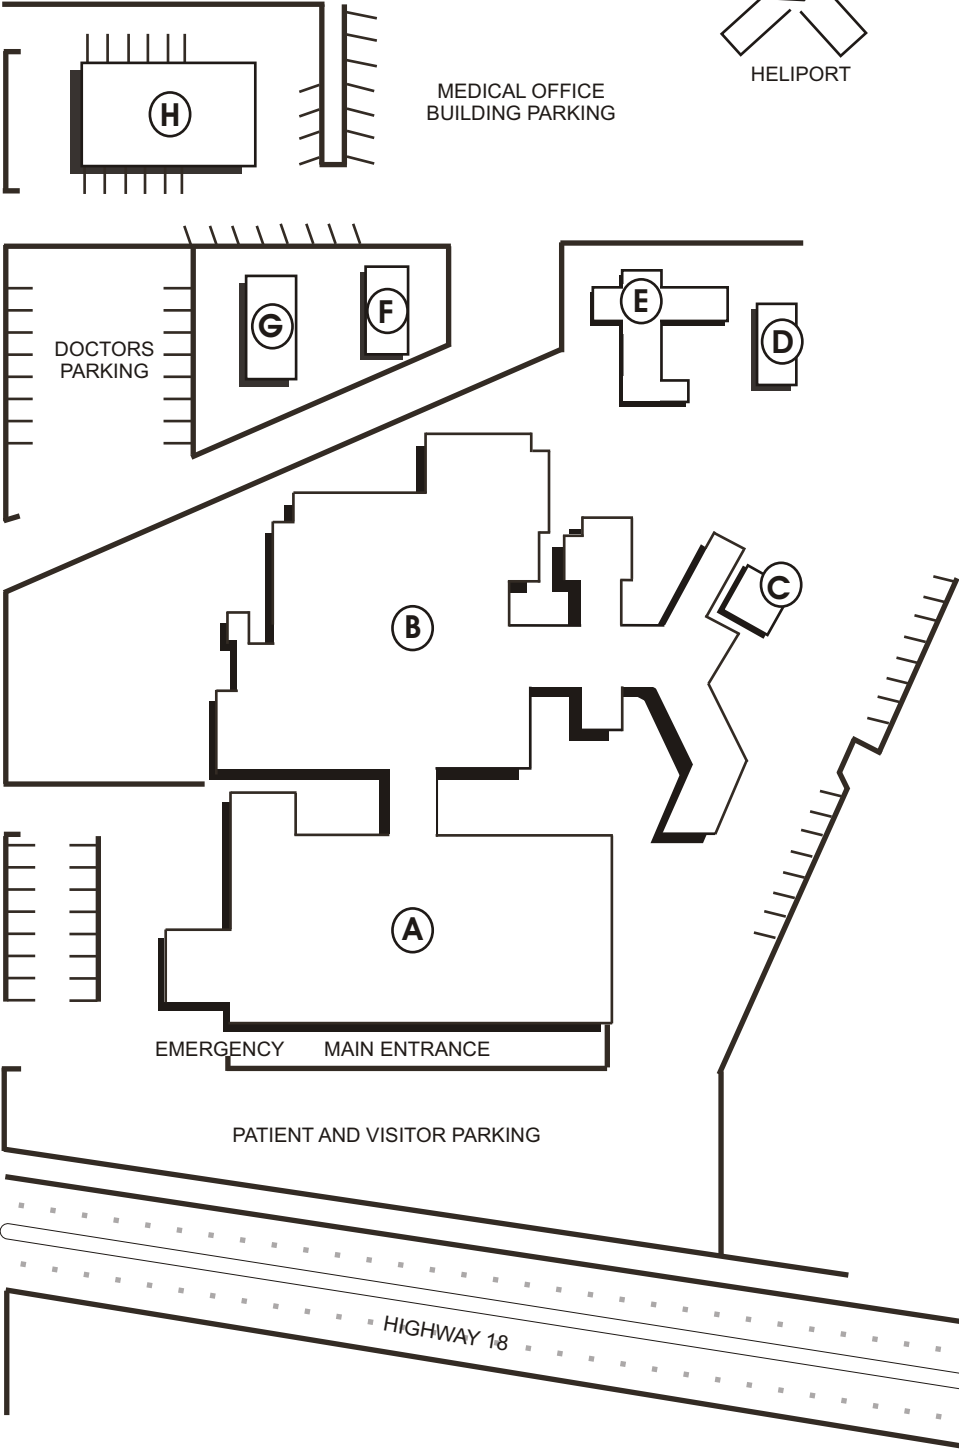 HELIPORT
MEDICAL OFFICE
BUILDING PARKING
H
G
F
E
D
DOCTORS
PARKING
C
B
A
EMERGENCY
MAIN ENTRANCE
PATIENT AND VISITOR PARKING
HIGHWAY 18